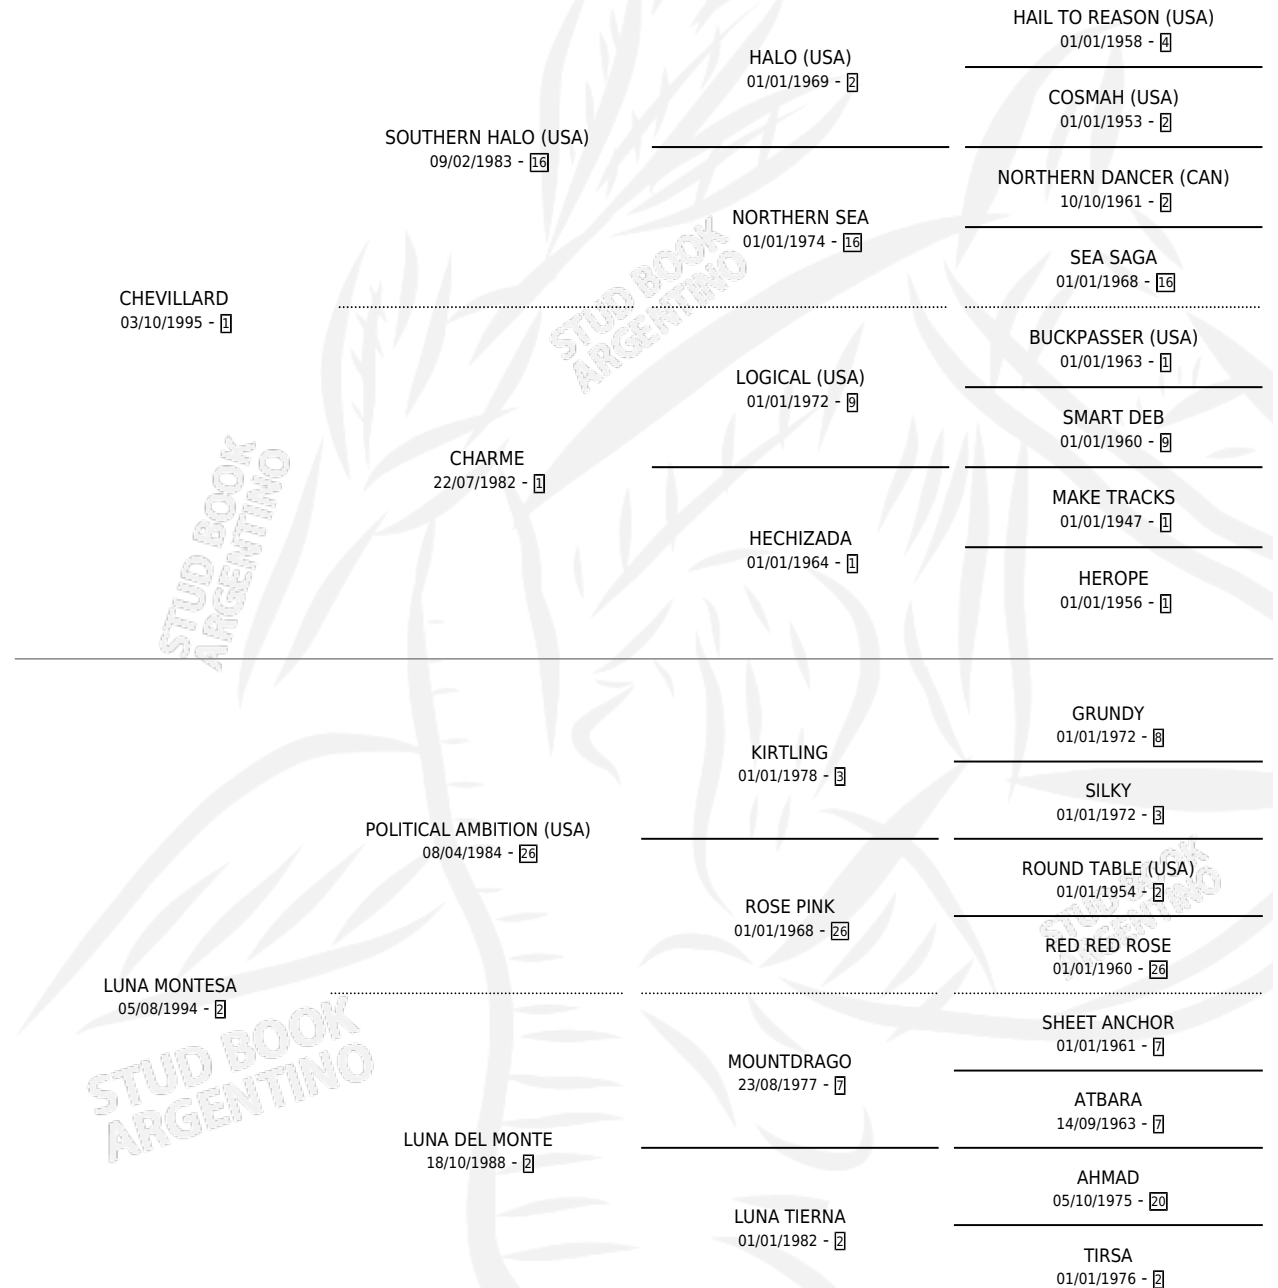 HAIL TO REASON (USA)
01/01/1958 - 4
HALO (USA)
01/01/1969 - 2
COSMAH (USA)
01/01/1953 - 2
SOUTHERN HALO (USA)
09/02/1983 - 16
NORTHERN DANCER (CAN)
10/10/1961 - 2
NORTHERN SEA
01/01/1974 - 16
SEA SAGA
01/01/1968 - 16
CHEVILLARD
03/10/1995 - 1
BUCKPASSER (USA)
01/01/1963 - 1
LOGICAL (USA)
01/01/1972 - 9
SMART DEB
01/01/1960 - 9
CHARME
22/07/1982 - 1
MAKE TRACKS
01/01/1947 - 1
HECHIZADA
01/01/1964 - 1
HEROPE
01/01/1956 - 1
GRUNDY
01/01/1972 - 8
KIRTLING
01/01/1978 - 3
SILKY
01/01/1972 - 3
POLITICAL AMBITION (USA)
08/04/1984 - 26
ROUND TABLE (USA)
01/01/1954 - 2
ROSE PINK
01/01/1968 - 26
RED RED ROSE
01/01/1960 - 26
LUNA MONTESA
05/08/1994 - 2
SHEET ANCHOR
01/01/1961 - 7
MOUNTDRAGO
23/08/1977 - 7
ATBARA
14/09/1963 - 7
LUNA DEL MONTE
18/10/1988 - 2
AHMAD
05/10/1975 - 20
LUNA TIERNA
01/01/1982 - 2
TIRSA
01/01/1976 - 2
STUD BOOK
ARGENTINO
STUD BOOK
ARGENTINO
STUD BOOK
ARGENTINO
STUD BOOK
ARGENTINO